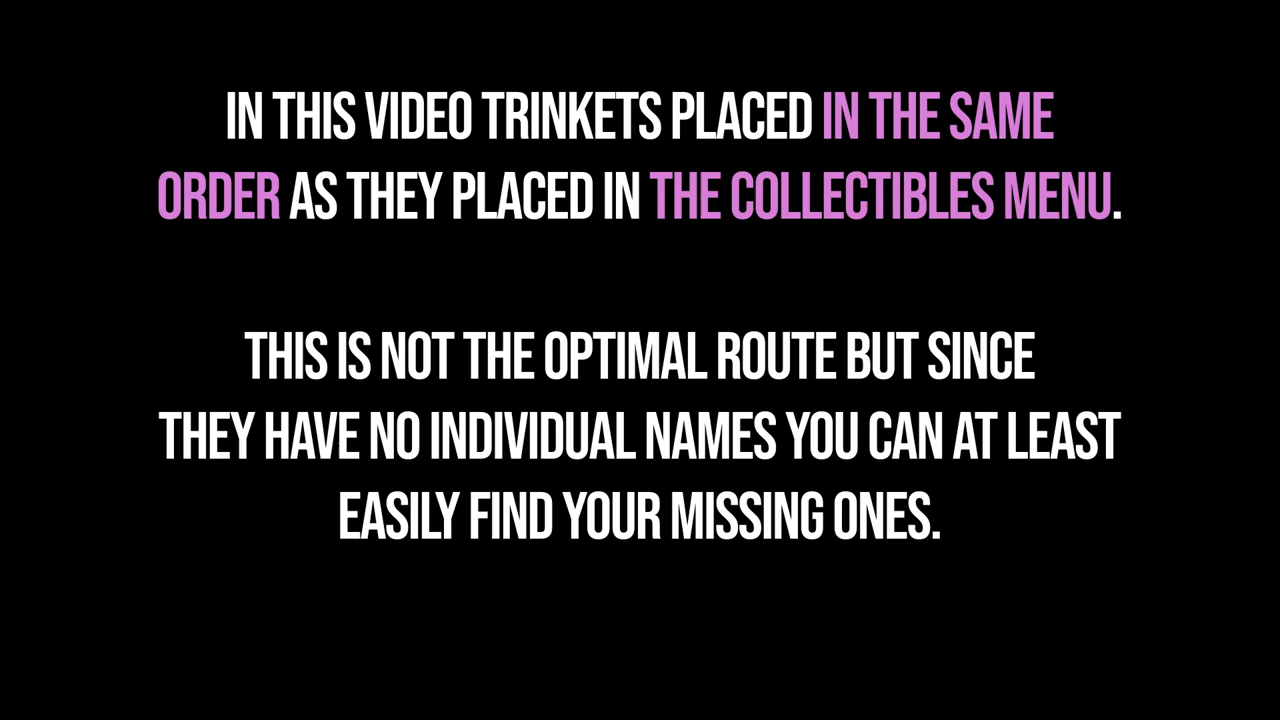 IN THIS VIDEO TRINKETS PLACED IN THE SAME
ORDER AS THEY PLACED IN THE COLLECTIBLES MENU.
THIS IS NOT THE OPTIMAL ROUTE BUT SINCE
THEY HAVE NO INDIVIDUAL NAMES YOU CAN AT LEAST
EASILY FIND YOUR MISSING ONES.